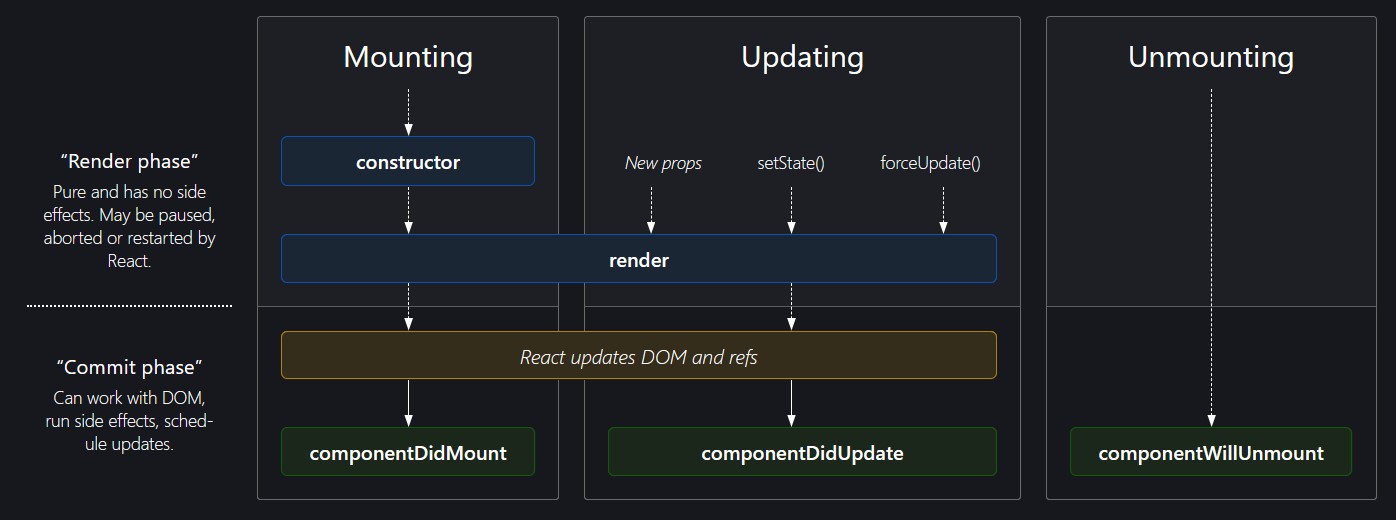 Mounting
Updating
Unmounting
“Render phase”
Pure and has no side
effects. May be paused,
aborted or restarted by
React.
constructor
New props
setState()
forceUpdate()
render
“Commit phase”
Can work with DOM,
run side effects, sched-
ule updates.
React updates DOM and refs
componentDidMount
componentDidUpdate
componentWillUnmount